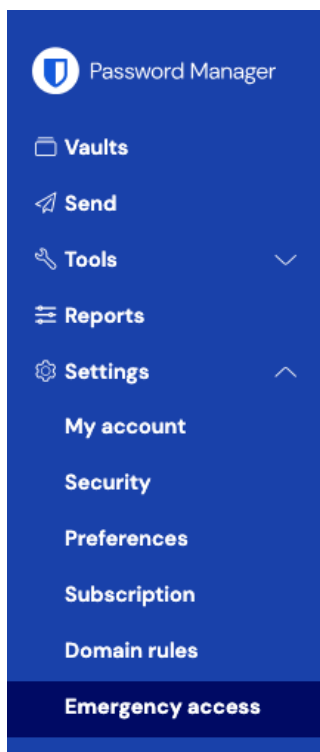 Password Manager
Vaults
Send
Tools
Reports
Settings
My account
Security
Preferences
Subscription
Domain rules
Emergency access